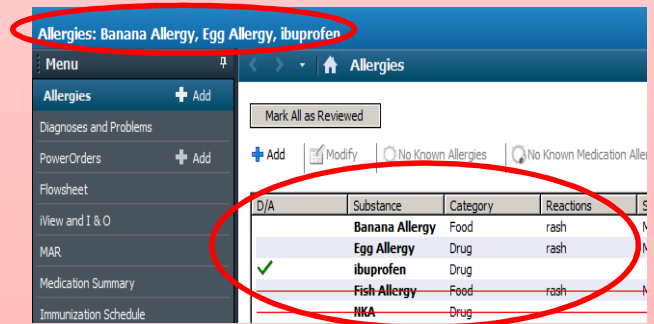 Allergies: Banana Allergy, Egg Allergy, ibuprofen
Menu
Allergies
Allergies Add
Diagnoses and Problems
PowerOrders Add
Flowsheet
iView and I & O
MAR
Medication Summary
Immunization Schedule
Mark All as Reviewed
Add Modify No Known Allergies No Known Medication
D/A Substance Category Reactions
Banana Allergy Food rash
Egg Allergy Drug rash
ibuprofen Drug
Fish Allergy Food rash
NKA Drug